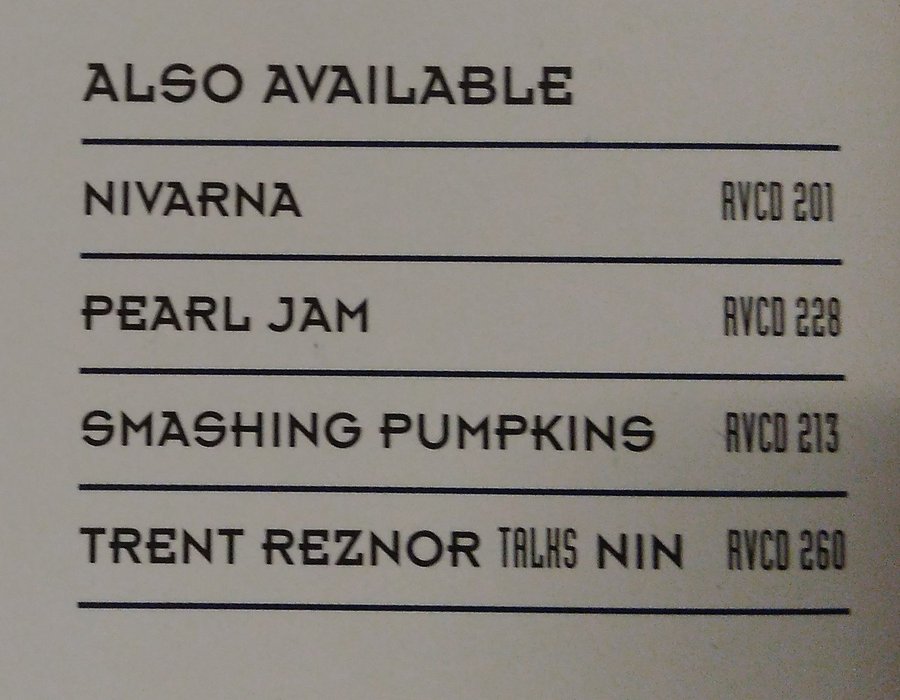 ALSO AVAILABLE
NIVARNA RVCD 201
PEARL JAM RVCD 228
SMASHING PUMPKINS RVCD 213
TRENT REZNOR TALKS NIN RVCD 260